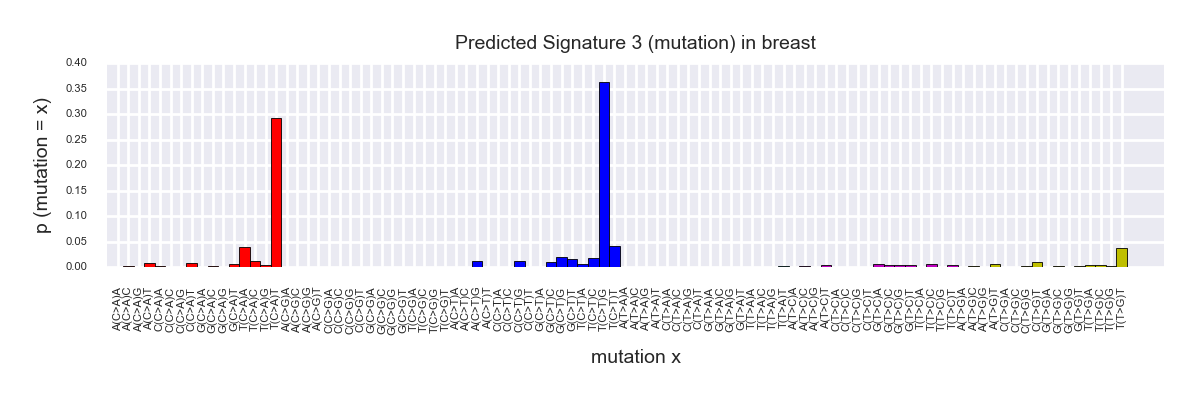 Predicted Signature 3 (mutation) in breast
p (mutation = x)
0.40
0.35
0.30
0.25
0.20
0.15
0.10
0.05
0.00
A(C>A)A
A(C>A)C
A(C>A)G
A(C>A)T
C(C>A)A
C(C>A)C
C(C>A)G
C(C>A)T
G(C>A)A
G(C>A)C
G(C>A)G
G(C>A)T
T(C>A)A
T(C>A)C
T(C>A)G
T(C>A)T
A(C>G)A
A(C>G)C
A(C>G)G
A(C>G)T
C(C>G)A
C(C>G)C
C(C>G)G
C(C>G)T
G(C>G)A
G(C>G)C
G(C>G)G
G(C>G)T
T(C>G)A
T(C>G)C
T(C>G)G
T(C>G)T
A(C>T)A
A(C>T)C
A(C>T)G
A(C>T)T
C(C>T)A
C(C>T)C
C(C>T)G
C(C>T)T
G(C>T)A
G(C>T)C
G(C>T)G
G(C>T)T
T(C>T)A
T(C>T)C
T(C>T)G
T(C>T)T
A(T>A)A
A(T>A)C
A(T>A)G
A(T>A)T
C(T>A)A
C(T>A)C
C(T>A)G
C(T>A)T
G(T>A)A
G(T>A)C
G(T>A)G
G(T>A)T
T(T>A)A
T(T>A)C
T(T>A)G
T(T>A)T
A(T>C)A
A(T>C)C
A(T>C)G
A(T>C)T
C(T>C)A
C(T>C)C
C(T>C)G
C(T>C)T
G(T>C)A
G(T>C)C
G(T>C)G
G(T>C)T
T(T>C)A
T(T>C)C
T(T>C)G
T(T>C)T
A(T>G)A
A(T>G)C
A(T>G)G
A(T>G)T
C(T>G)A
C(T>G)C
C(T>G)G
C(T>G)T
G(T>G)A
G(T>G)C
G(T>G)G
G(T>G)T
T(T>G)A
T(T>G)C
T(T>G)G
T(T>G)T
mutation x